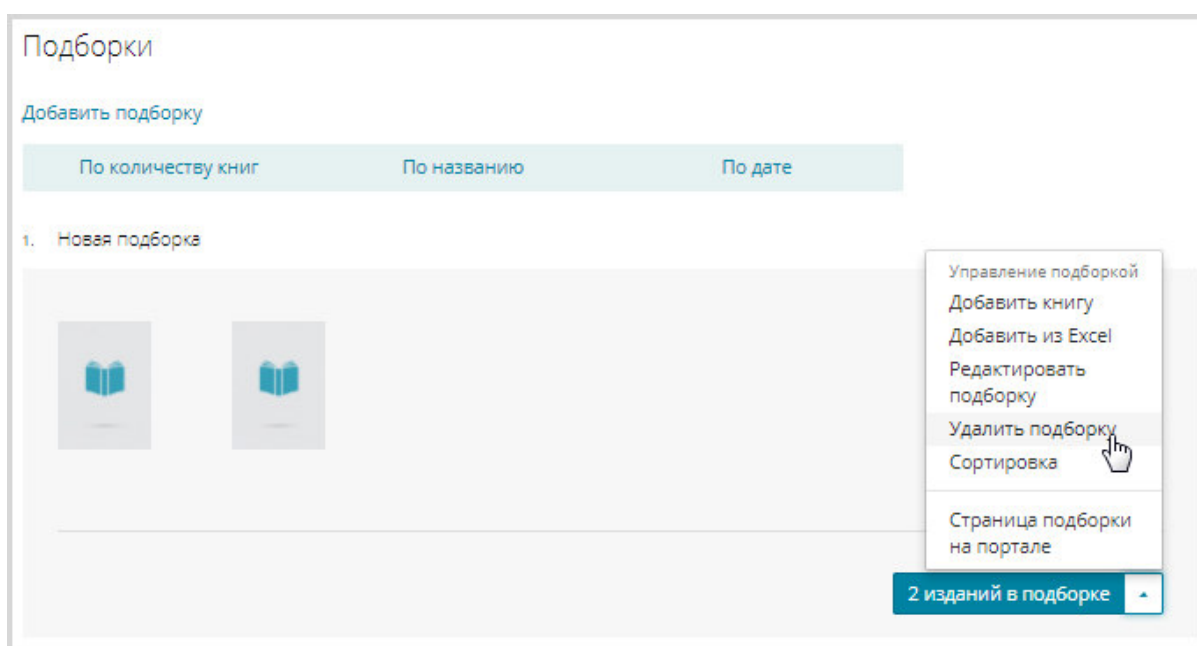 Подборки
Добавить подборку
По количеству книг По названию По дате
1. Новая подборка
Управление подборкой
Добавить книгу
Добавить из Excel
Редактировать
подборку
Удалить подборку
Сортировка
Страница подборки
на портале
2 изданий в подборке